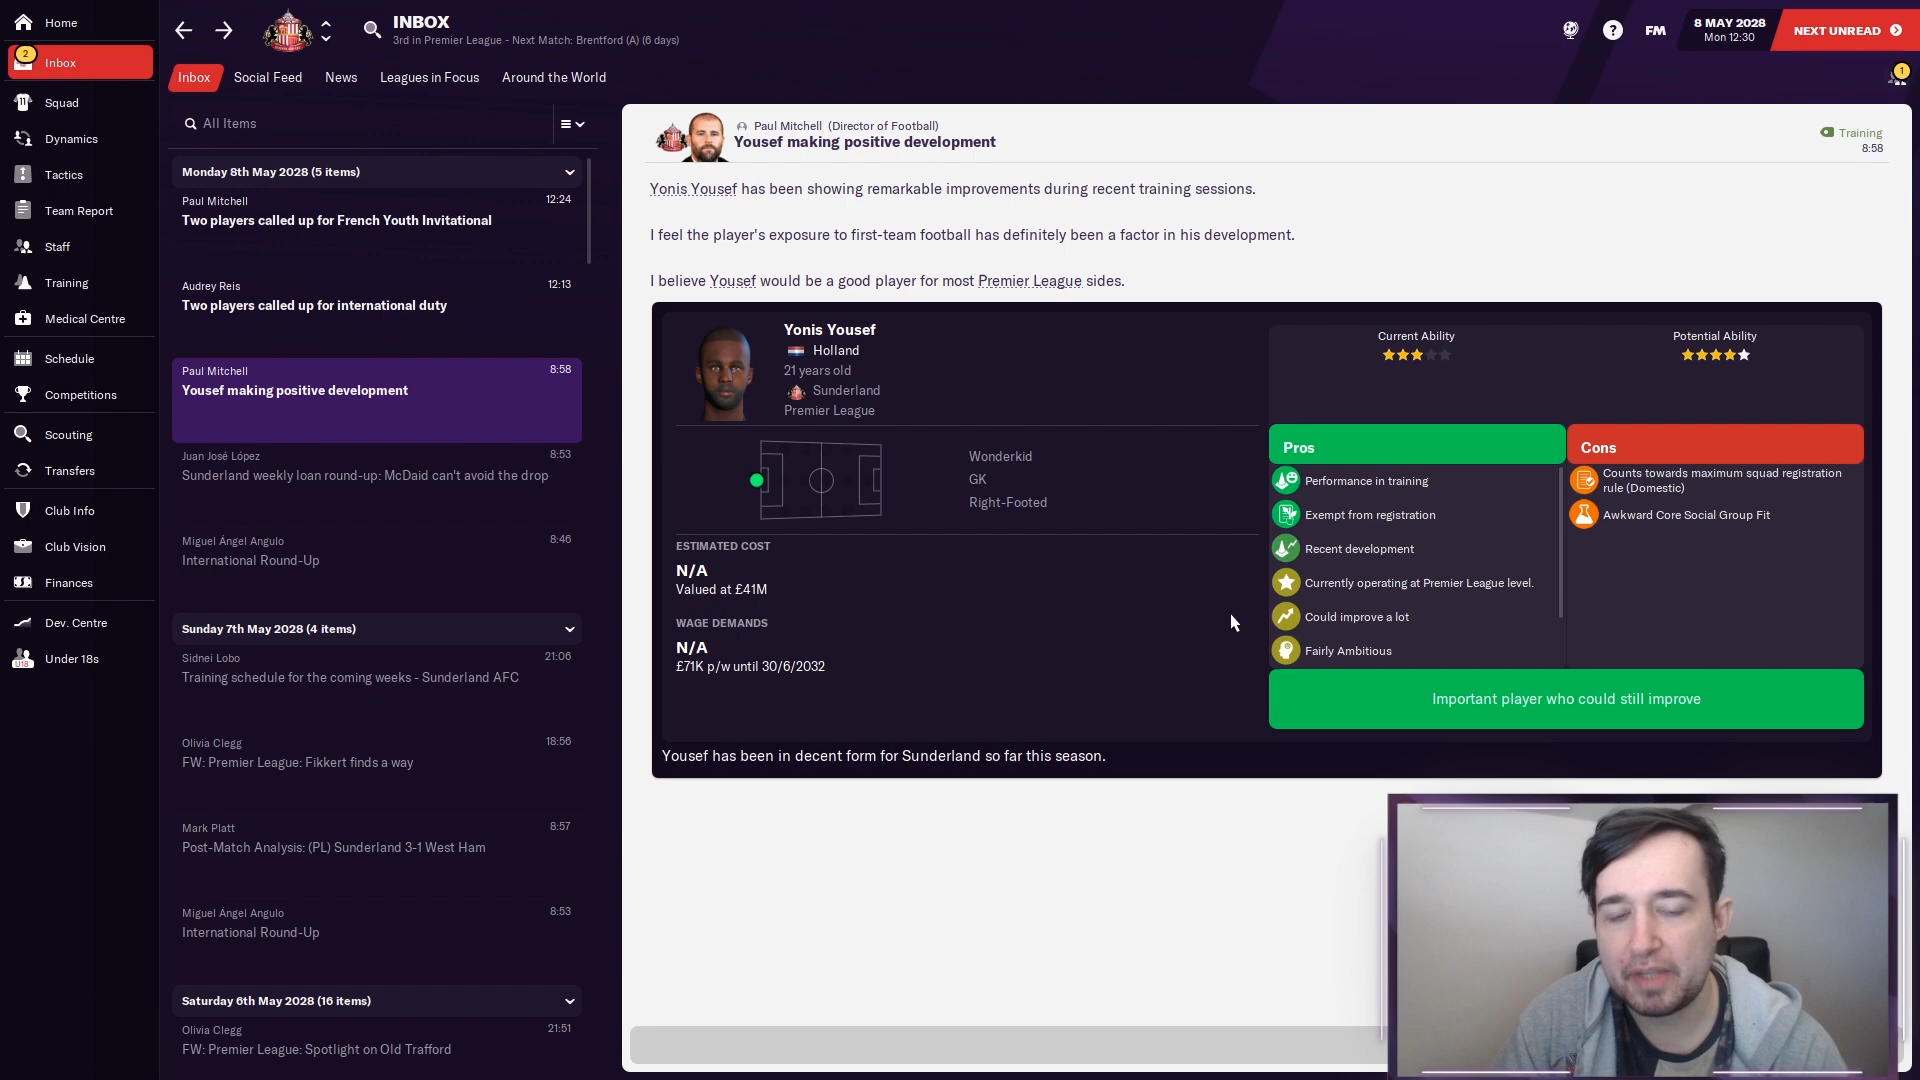 Home
2
Inbox
Squad
Dynamics
Tactics
Team Report
Staff
Training
Medical Centre
Schedule
Competitions
Scouting
Transfers
Club Info
Club Vision
Finances
Dev. Centre
U18
Under 18s
INBOX
3rd in Premier League - Next Match: Brentford (A) (6 days)
?
FM
8 MAY 2028
Mon 12:30
NEXT UNREAD
1
Inbox
Social Feed
News
Leagues in Focus
Around the World
All Items
Monday 8th May 2028 (5 items)
Paul Mitchell 12:24
Two players called up for French Youth Invitational
Audrey Reis 12:13
Two players called up for international duty
Paul Mitchell 8:58
Yousef making positive development
Juan José López 8:53
Sunderland weekly loan round-up: McDaid can't avoid the drop
Miguel Ángel Angulo 8:46
International Round-Up
Sunday 7th May 2028 (4 items)
Sidnei Lobo 21:06
Training schedule for the coming weeks - Sunderland AFC
Olivia Clegg 18:56
FW: Premier League: Fikkert finds a way
Mark Platt 8:57
Post-Match Analysis: (PL) Sunderland 3-1 West Ham
Miguel Ángel Angulo 8:53
International Round-Up
Saturday 6th May 2028 (16 items)
Olivia Clegg 21:51
FW: Premier League: Spotlight on Old Trafford
Paul Mitchell (Director of Football)
Yousef making positive development
Training
8:58
Yonis Yousef has been showing remarkable improvements during recent training sessions.
I feel the player's exposure to first-team football has definitely been a factor in his development.
I believe Yousef would be a good player for most Premier League sides.
Yonis Yousef
Holland
21 years old
Sunderland
Premier League
Wonderkid
GK
Right-Footed
ESTIMATED COST
N/A
Valued at £41M
WAGE DEMANDS
N/A
£71K p/w until 30/6/2032
Current Ability
Potential Ability
Pros
Performance in training
Exempt from registration
Recent development
Currently operating at Premier League level.
Could improve a lot
Fairly Ambitious
Cons
Counts towards maximum squad registration
rule (Domestic)
Awkward Core Social Group Fit
Important player who could still improve
Yousef has been in decent form for Sunderland so far this season.